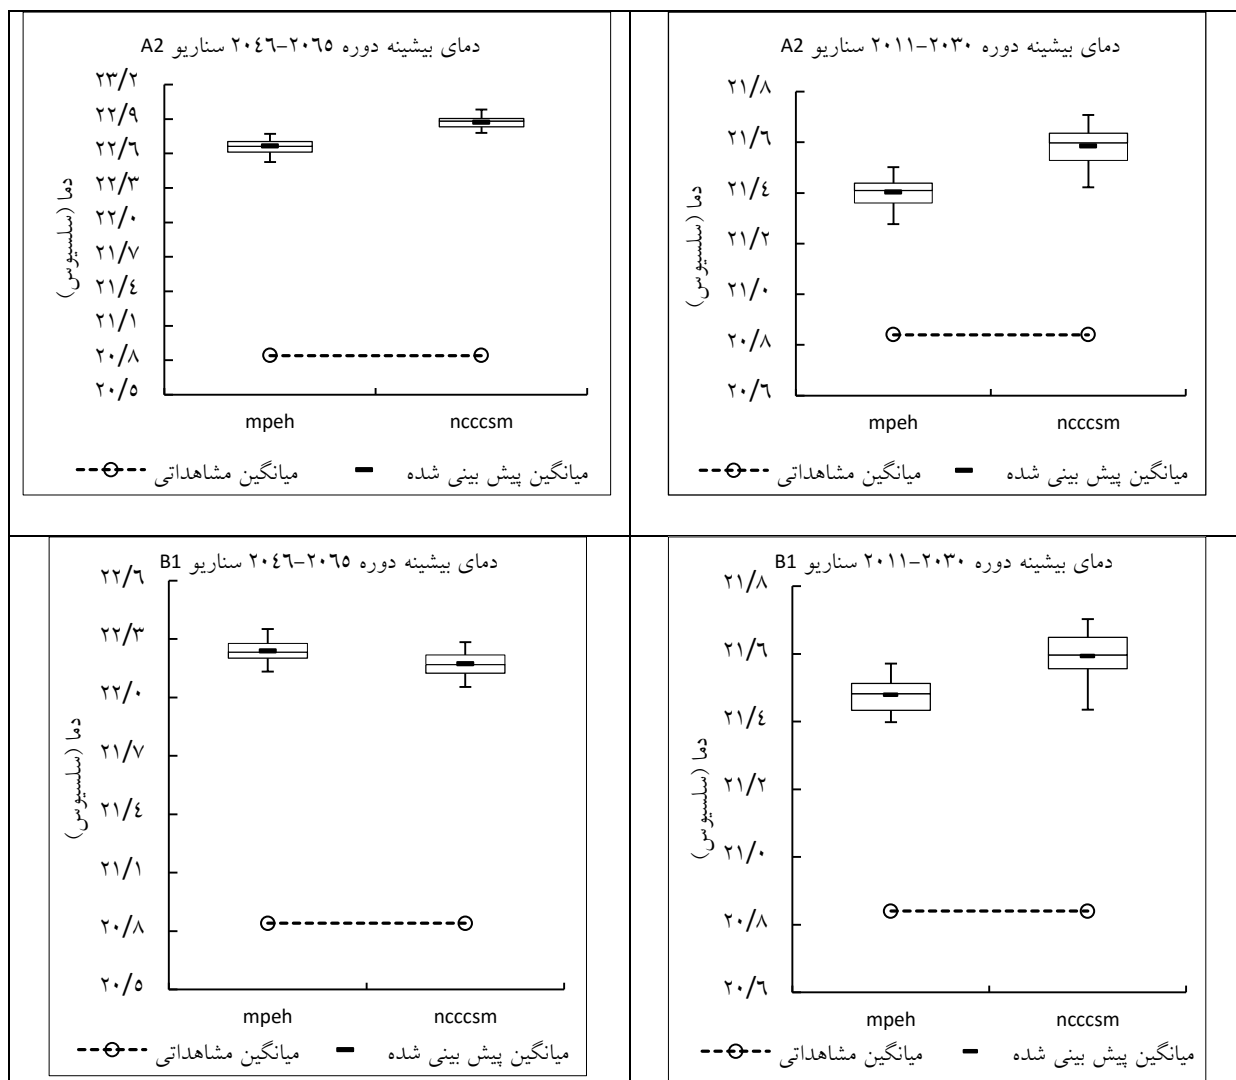 دمای بیشینه دوره ۲۰۳۰-۲۰۱۱ سناریو A2
۲۱/۸
۲۱/۶
۲۱/٤
۲۱/۲
۲۱/۰
۲۰/۸
۲۰/۶
دما (سلسیوس)
mpeh ncccsm
میانگین پیش بینی شده میانگین مشاهداتی
دمای بیشینه دوره ۲۰۶۵-۲۰٤۶ سناریو A2
۲۳/۲
۲۲/۹
۲۲/۶
۲۲/۳
۲۲/۰
۲۱/۷
۲۱/٤
۲۱/۱
۲۰/۸
۲۰/۵
دما (سلسیوس)
mpeh ncccsm
میانگین پیش بینی شده میانگین مشاهداتی
دمای بیشینه دوره ۲۰۳۰-۲۰۱۱ سناریو B1
۲۱/۸
۲۱/۶
۲۱/٤
۲۱/۲
۲۱/۰
۲۰/۸
۲۰/۶
دما (سلسیوس)
mpeh ncccsm
میانگین پیش بینی شده میانگین مشاهداتی
دمای بیشینه دوره ۲۰۶۵-۲۰٤۶ سناریو B1
۲۲/۶
۲۲/۳
۲۲/۰
۲۱/۷
۲۱/٤
۲۱/۱
۲۰/۸
۲۰/۵
دما (سلسیوس)
mpeh ncccsm
میانگین پیش بینی شده میانگین مشاهداتی